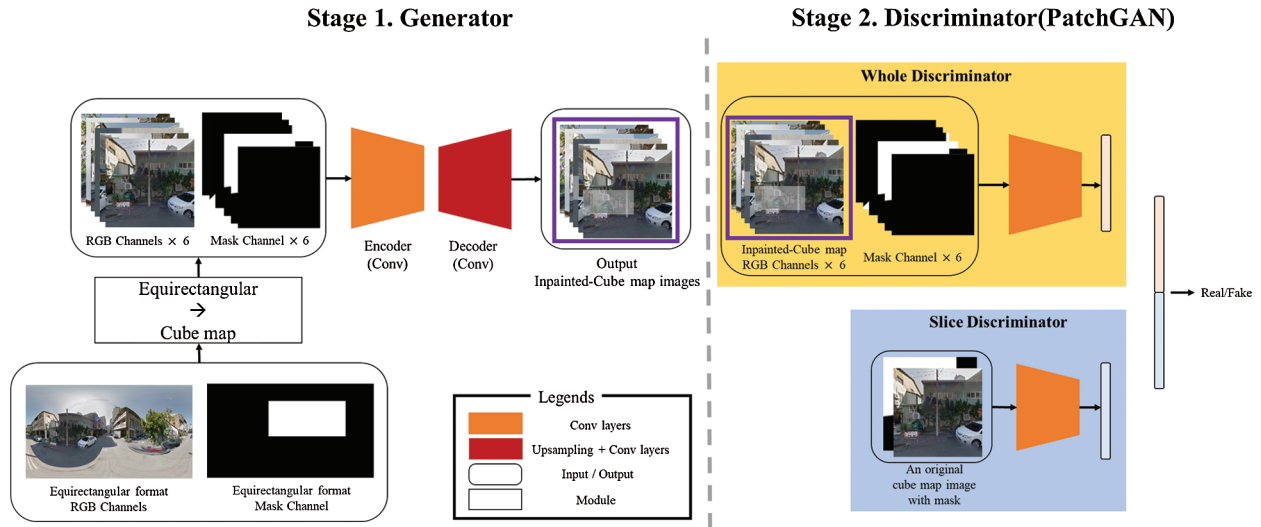 Stage 1. Generator
RGB Channels × 6
Mask Channel × 6
Encoder
(Conv)
Decoder
(Conv)
Output
Inpainted-Cube map images
Equirectangular
→
Cube map
Equirectangular format
RGB Channels
Equirectangular format
Mask Channel
Legends
Conv layers
Upsampling + Conv layers
Input / Output
Module
Stage 2. Discriminator(PatchGAN)
Whole Discriminator
Inpainted-Cube map
RGB Channels × 6
Mask Channel × 6
Slice Discriminator
An original
cube map image
with mask
Real/Fake